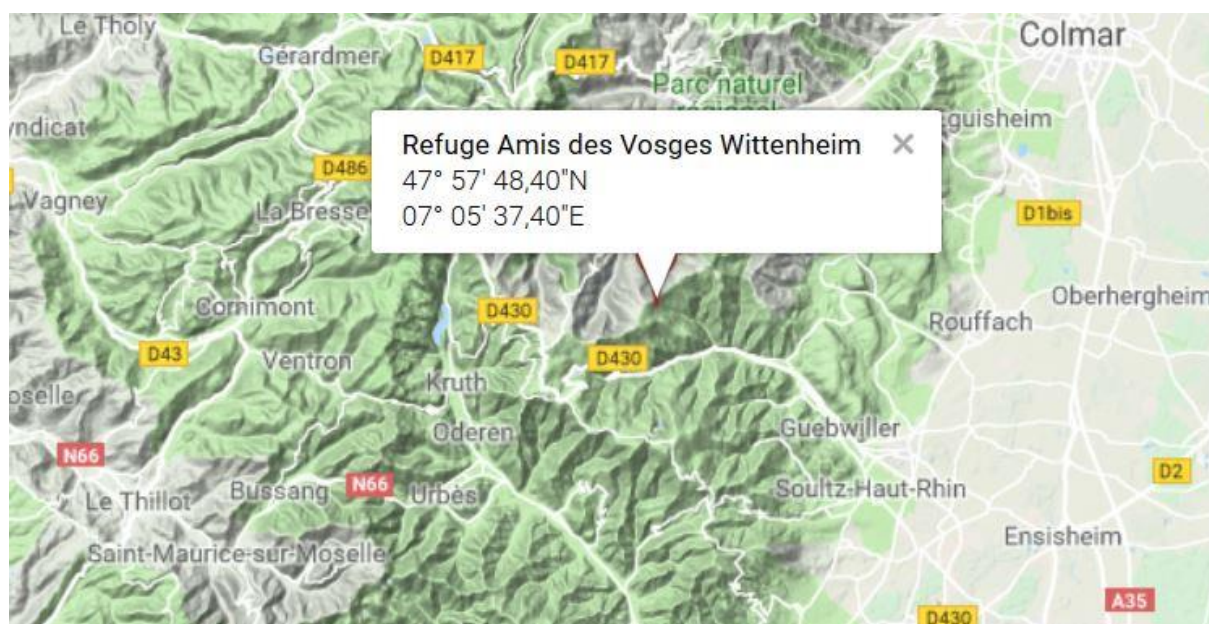 Le Tholy
Colmar
Gérardmer
D417
D417
Parc naturel
régional
yndicat
guisheim
Refuge Amis des Vosges Wittenheim ×
47° 57' 48,40"N
07° 05' 37,40"E
D486
Vagney
La Bresse
D1bis
Oberhergheim
Cornimont
D430
Rouffach
D43
Ventron
D430
Kruth
oselle
Oderen
Guebwiller
N66
D2
Bussang
N66
Urbès
Soultz-Haut-Rhin
Le Thillot
Ensisheim
Saint-Maurice-sur-Moselle
A35
D430